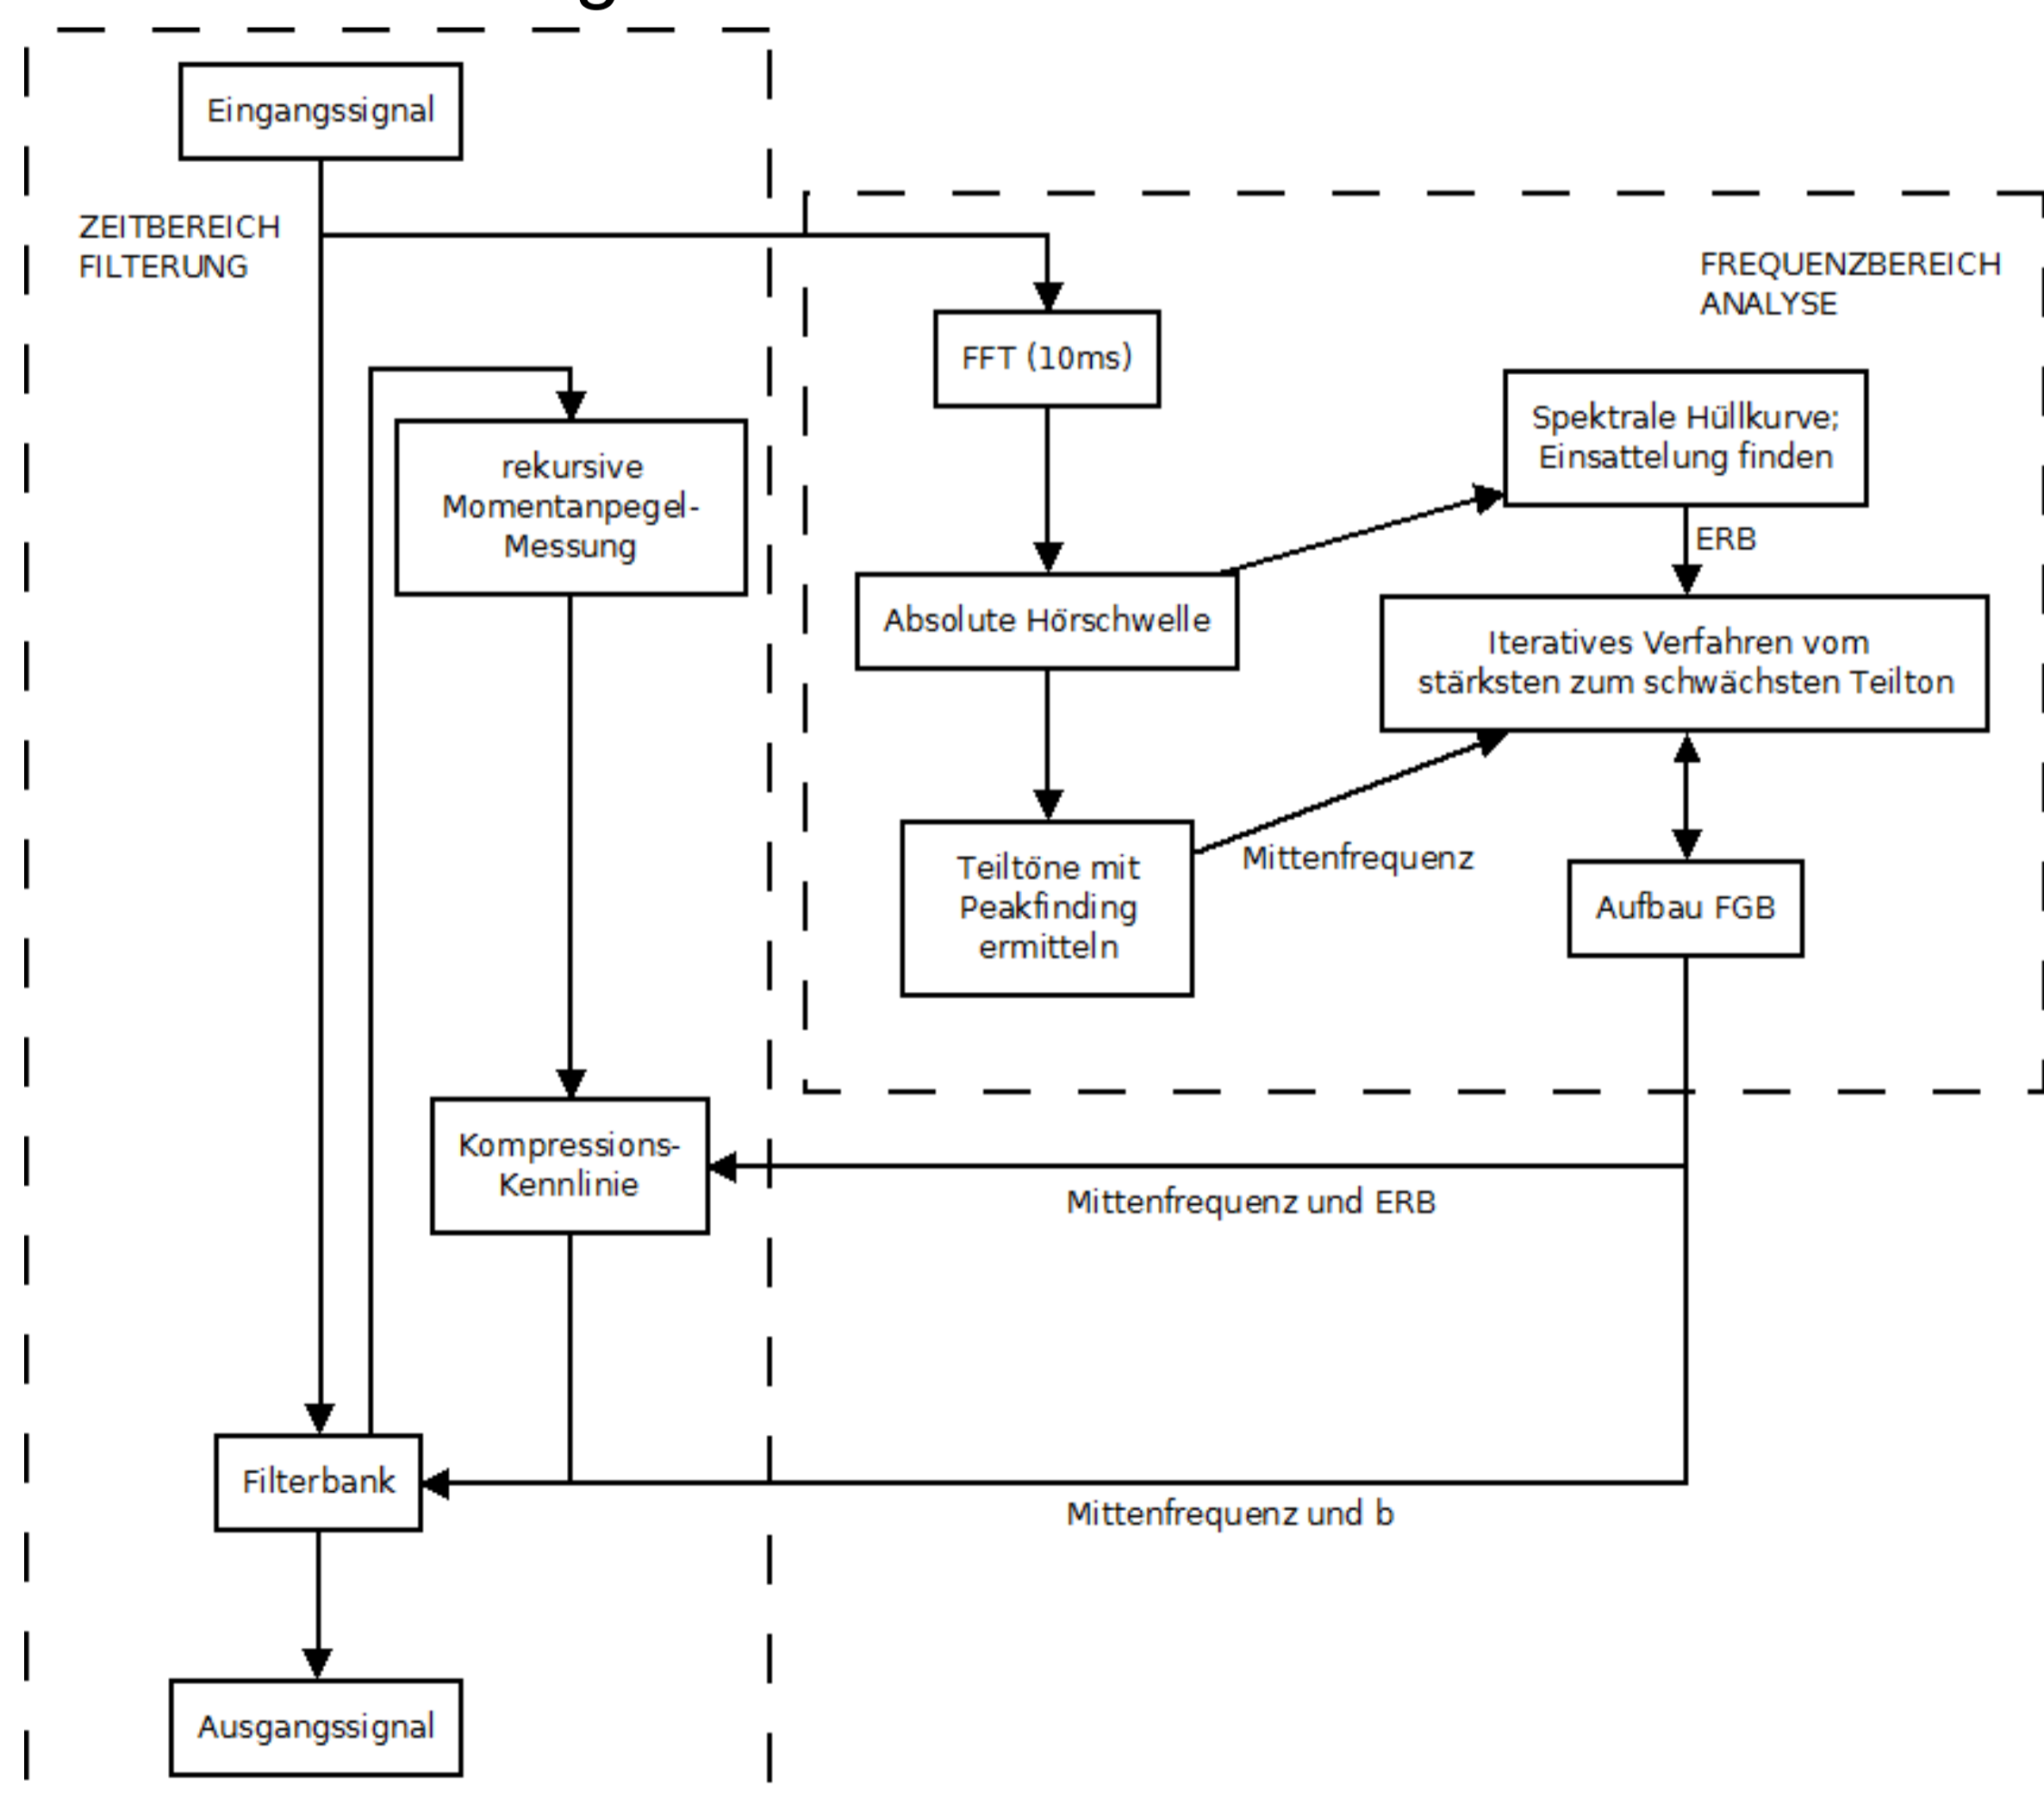 Eingangssignal
ZEITBEREICH
FILTERUNG
rekursive
Momentanpegel-
Messung
Kompressions-
Kennlinie
Filterbank
Ausgangssignal
FREQUENZBEREICH
ANALYSE
FFT (10ms)
Spektrale Hüllkurve;
Einsattelung finden
ERB
Absolute Hörschwelle
Iteratives Verfahren vom
stärksten zum schwächsten Teilton
Teiltöne mit
Peakfinding
ermitteln
Mittenfrequenz
Aufbau FGB
Mittenfrequenz und ERB
Mittenfrequenz und b